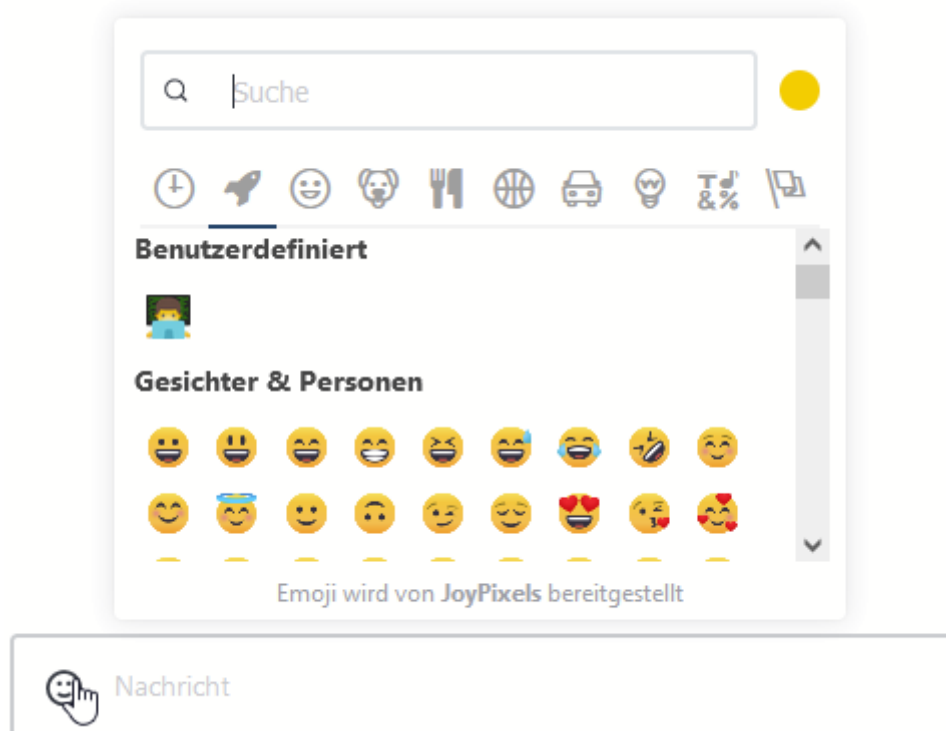 Suche
Benutzerdefiniert
Gesichter & Personen
Emoji wird von JoyPixels bereitgestellt
Nachricht